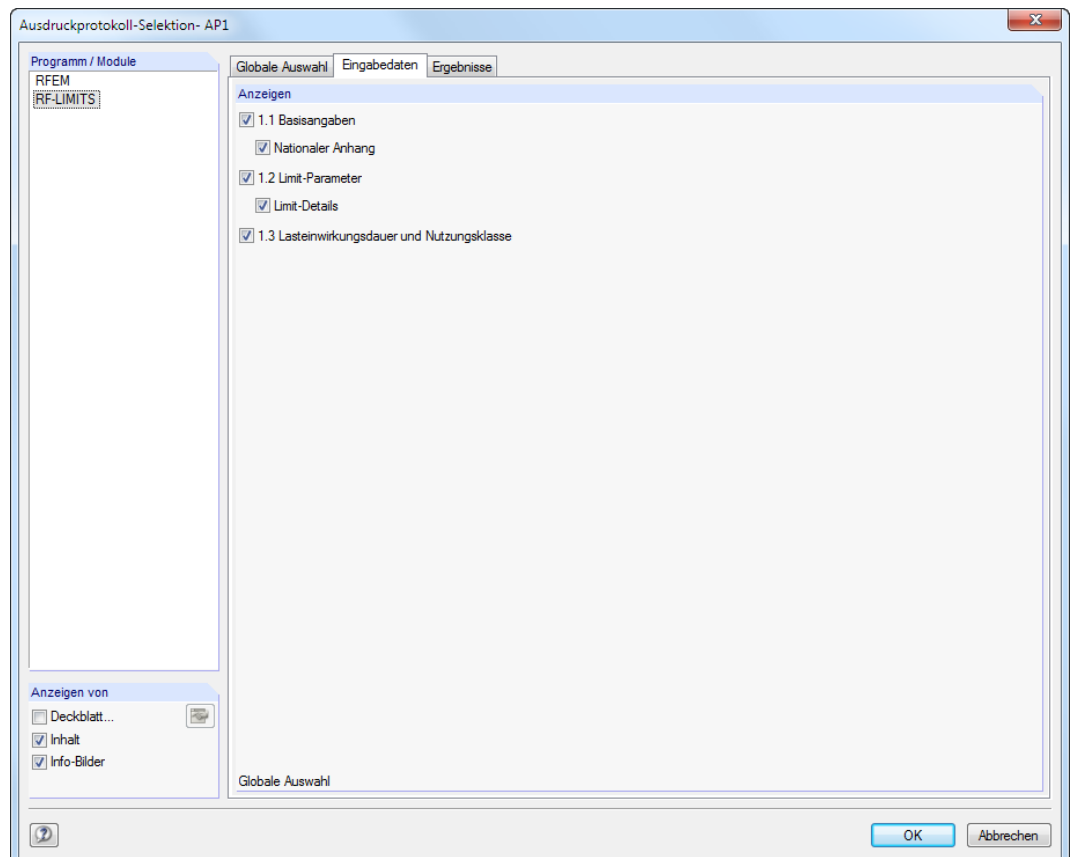 Ausdruckprotokoll-Selektion- AP1
Programm / Module
RFEM
RF-LIMITS
Globale Auswahl
Eingabedaten
Ergebnisse
Anzeigen
1.1 Basisangaben
Nationaler Anhang
1.2 Limit-Parameter
Limit-Details
1.3 Lasteinwirkungsdauer und Nutzungsklasse
Anzeigen von
Deckblatt...
Inhalt
Info-Bilder
Globale Auswahl
OK
Abbrechen